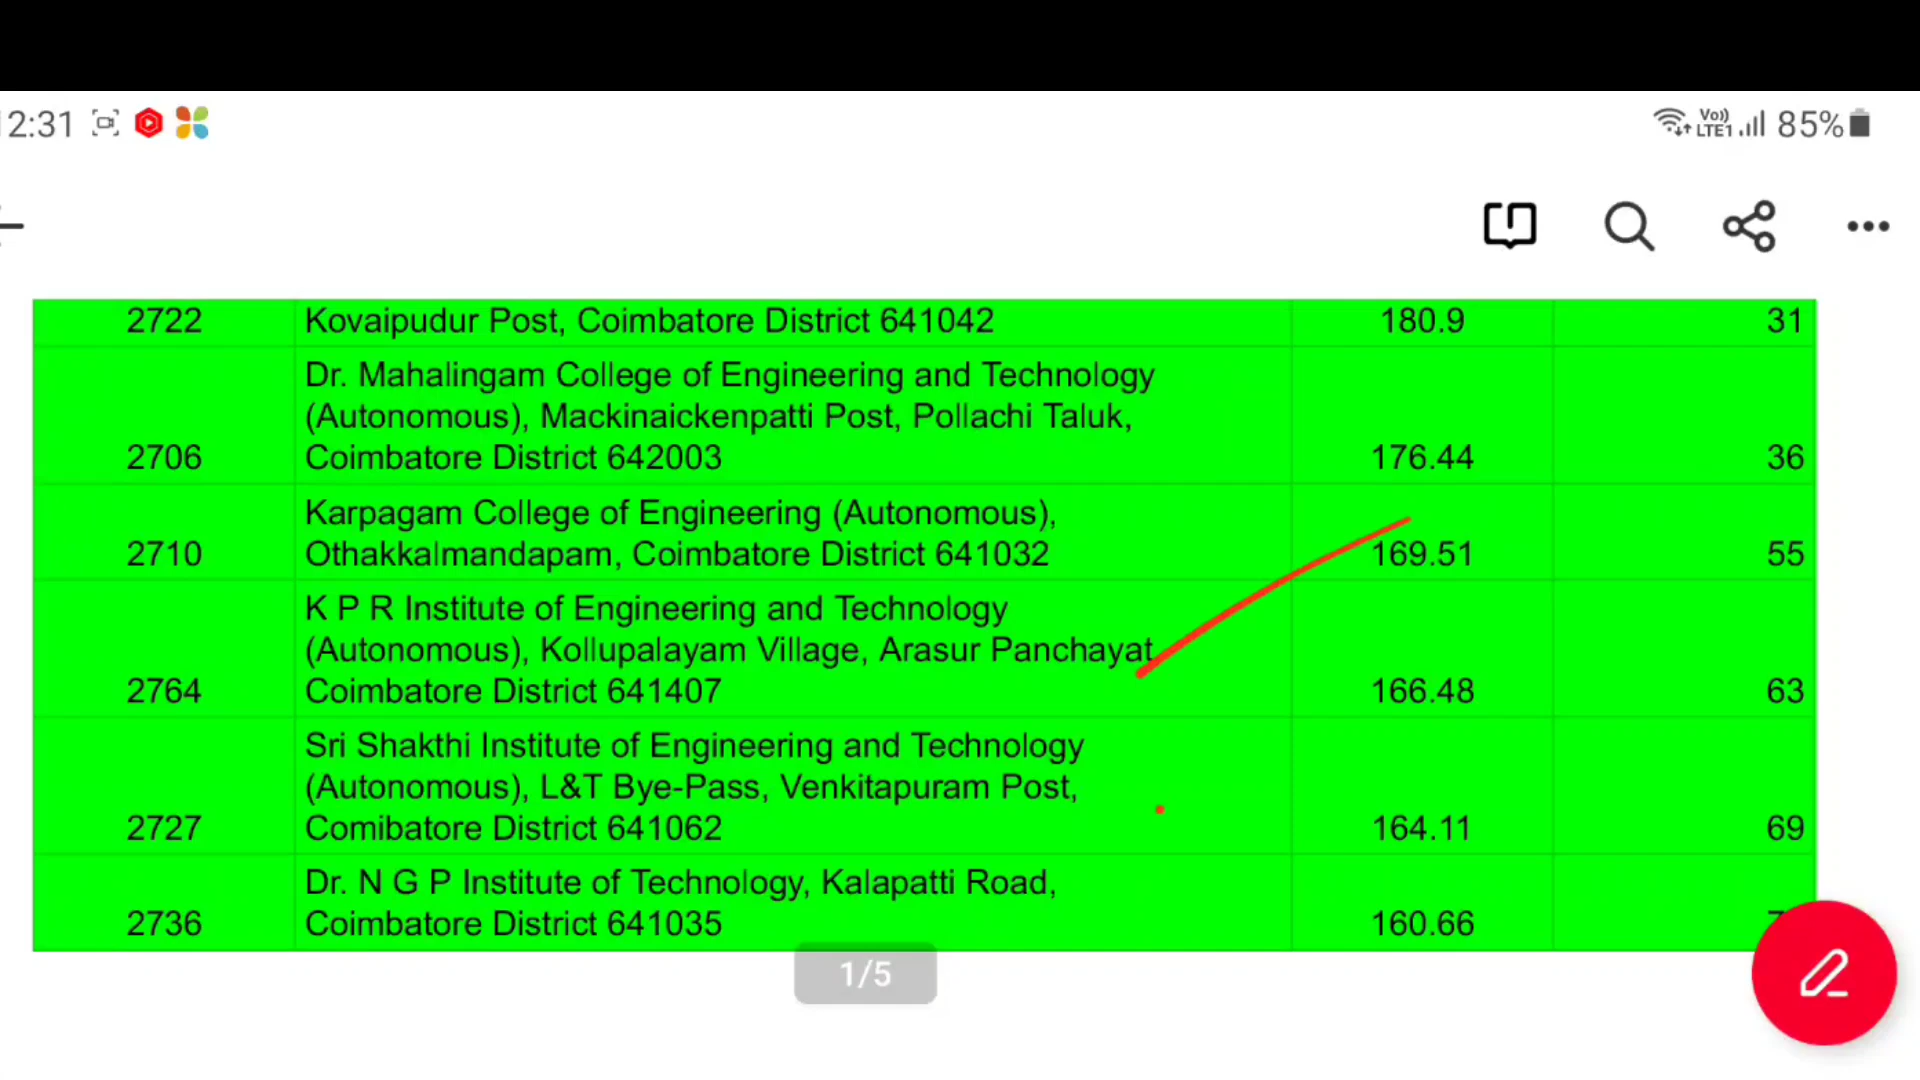 2:31 Vo)) LTE1 85%
2722 Kovaipudur Post, Coimbatore District 641042 180.9 31
Dr. Mahalingam College of Engineering and Technology
(Autonomous), Mackinaickenpatti Post, Pollachi Taluk,
2706 Coimbatore District 642003 176.44 36
Karpagam College of Engineering (Autonomous),
2710 Othakkalmandapam, Coimbatore District 641032 169.51 55
K P R Institute of Engineering and Technology
(Autonomous), Kollupalayam Village, Arasur Panchayat
2764 Coimbatore District 641407 166.48 63
Sri Shakthi Institute of Engineering and Technology
(Autonomous), L&T Bye-Pass, Venkitapuram Post,
2727 Comibatore District 641062 164.11 69
Dr. N G P Institute of Technology, Kalapatti Road,
2736 Coimbatore District 641035 160.66
1/5